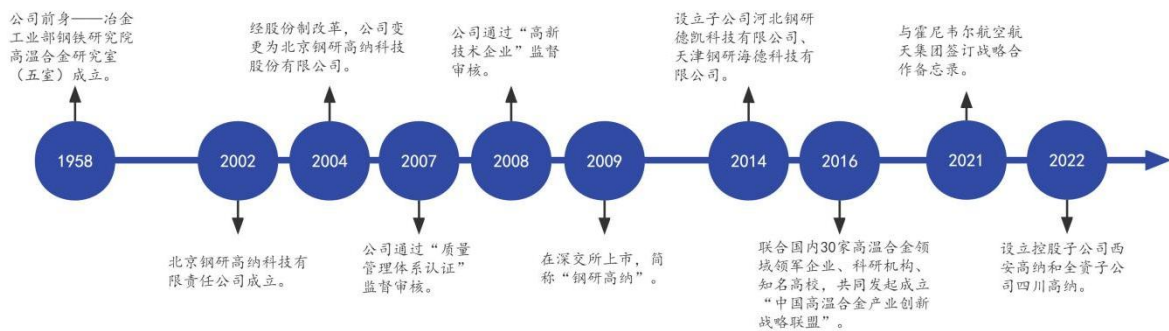 公司前身——冶金
工业部钢铁研究院
高温合金研究室
（五室）成立。
经股份制改革，公司变
更为北京钢研高纳科技
股份有限公司。
公司通过“高新
技术企业”监督
审核。
设立子公司河北钢研
德凯科技有限公司、
天津钢研海德科技有
限公司。
与霍尼韦尔航空航
天集团签订战略合
作备忘录。
1958
2002
2004
2007
2008
2009
2014
2016
2021
2022
北京钢研高纳科技有
限责任公司成立。
公司通过“质量
管理体系认证”
监督审核。
在深交所上市，简
称“钢研高纳”。
联合国内30家高温合金领
域领军企业、科研机构、
知名高校，共同发起成立
“中国高温合金产业创新
战略联盟”。
设立控股子公司西
安高纳和全资子公
司四川高纳。